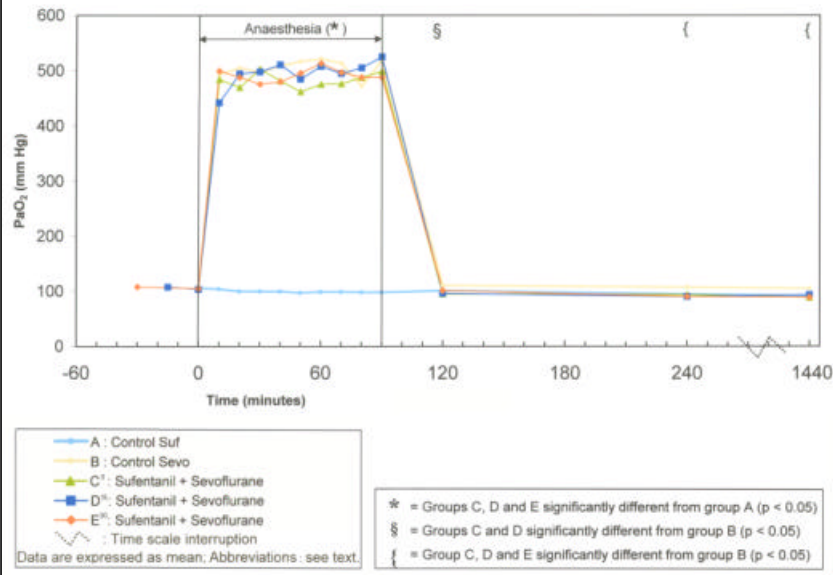 600
500
400
300
200
100
0
PaO₂ (mm Hg)
Anaesthesia (*)
§
{
{
-60
0
60
120
180
240
1440
Time (minutes)
A : Control Suf
B : Control Sevo
: Sufentanil + Sevoflurane
: Sufentanil + Sevoflurane
: Sufentanil + Sevoflurane
: Time scale interruption
Data are expressed as mean; Abbreviations : see text.
* = Groups C, D and E significantly different from group A (p < 0.05)
§ = Groups C and D significantly different from group B (p < 0.05)
{ = Group C, D and E significantly different from group B (p < 0.05)